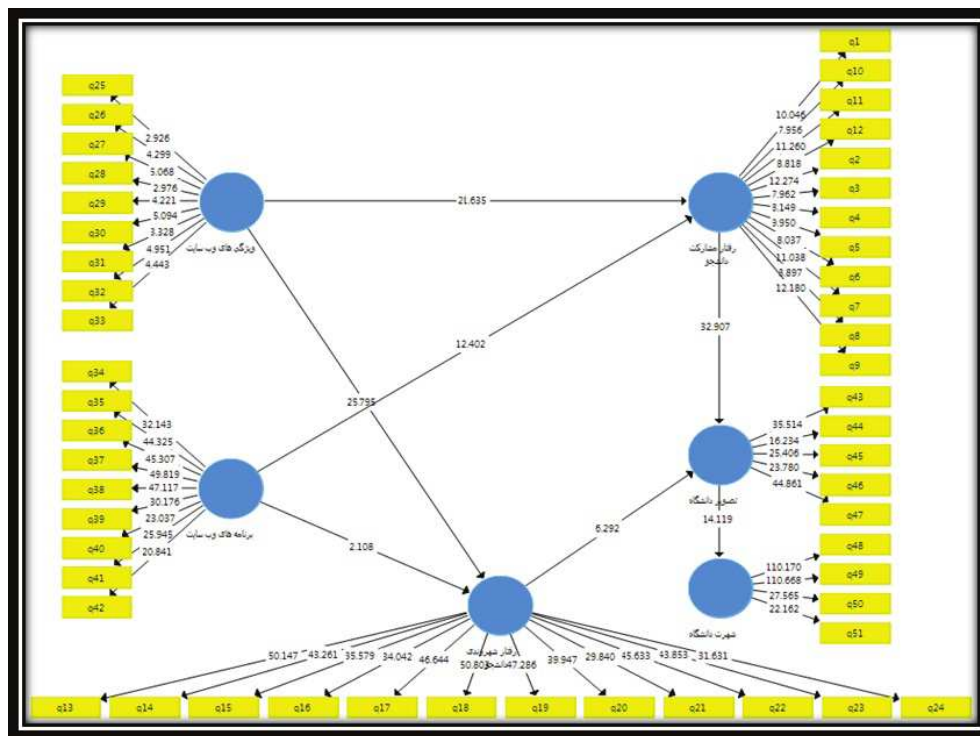 q1
q10
q11
q12
q2
q3
q4
q5
q6
q7
q8
q9
10.046
7.956
11.260
8.818
12.274
7.962
3.149
9.950
8.037
11.038
12.180
q25
q26
q27
q28
q29
q30
q31
q32
q33
2.926
4.299
5.068
2.976
4.221
5.094
3.328
4.951
4.443
ویژگی های وب سایت
21.635
رفتار مشارکت
دانشجو
32.907
12.402
25.795
q34
q35
q36
q37
q38
q39
q40
q41
q42
32.143
44.325
45.307
49.819
47.117
30.176
23.037
25.945
20.841
برنامه های وب سایت
2.108
6.292
q43
q44
q45
q46
q47
35.514
16.234
25.406
23.780
44.861
تصویر دانشگاه
14.119
q48
q49
q50
q51
110.170
110.668
27.565
22.162
شهرت دانشگاه
رفتار شهروندی
دانشجو
50.147
43.261
35.579
34.042
46.644
50.803
47.286
39.947
29.840
45.633
43.853
31.631
q13
q14
q15
q16
q17
q18
q19
q20
q21
q22
q23
q24